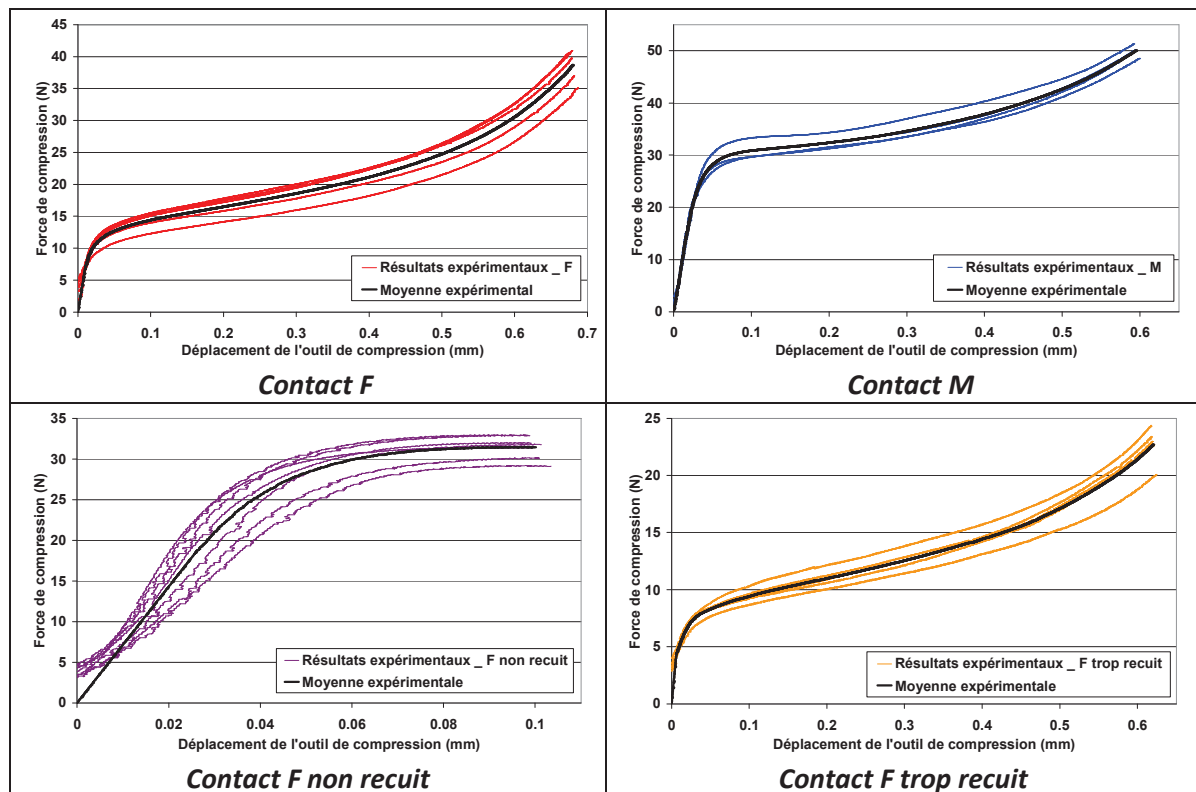 45
40
35
30
25
20
15
10
5
0
Force de compression (N)
0 0.1 0.2 0.3 0.4 0.5 0.6 0.7
Déplacement de l'outil de compression (mm)
Résultats expérimentaux _ F
Moyenne expérimental
Contact F
50
40
30
20
10
0
Force de compression (N)
0 0.1 0.2 0.3 0.4 0.5 0.6
Déplacement de l'outil de compression (mm)
Résultats expérimentaux _ M
Moyenne expérimentale
Contact M
35
30
25
20
15
10
5
0
Force de compression (N)
0 0.02 0.04 0.06 0.08 0.1
Déplacement de l'outil de compression (mm)
Résultats expérimentaux _ F non recuit
Moyenne expérimentale
Contact F non recuit
25
20
15
10
5
0
Force de compression (N)
0 0.1 0.2 0.3 0.4 0.5 0.6
Déplacement de l'outil de compression (mm)
Résultats expérimentaux _ F trop recuit
Moyenne expérimentale
Contact F trop recuit